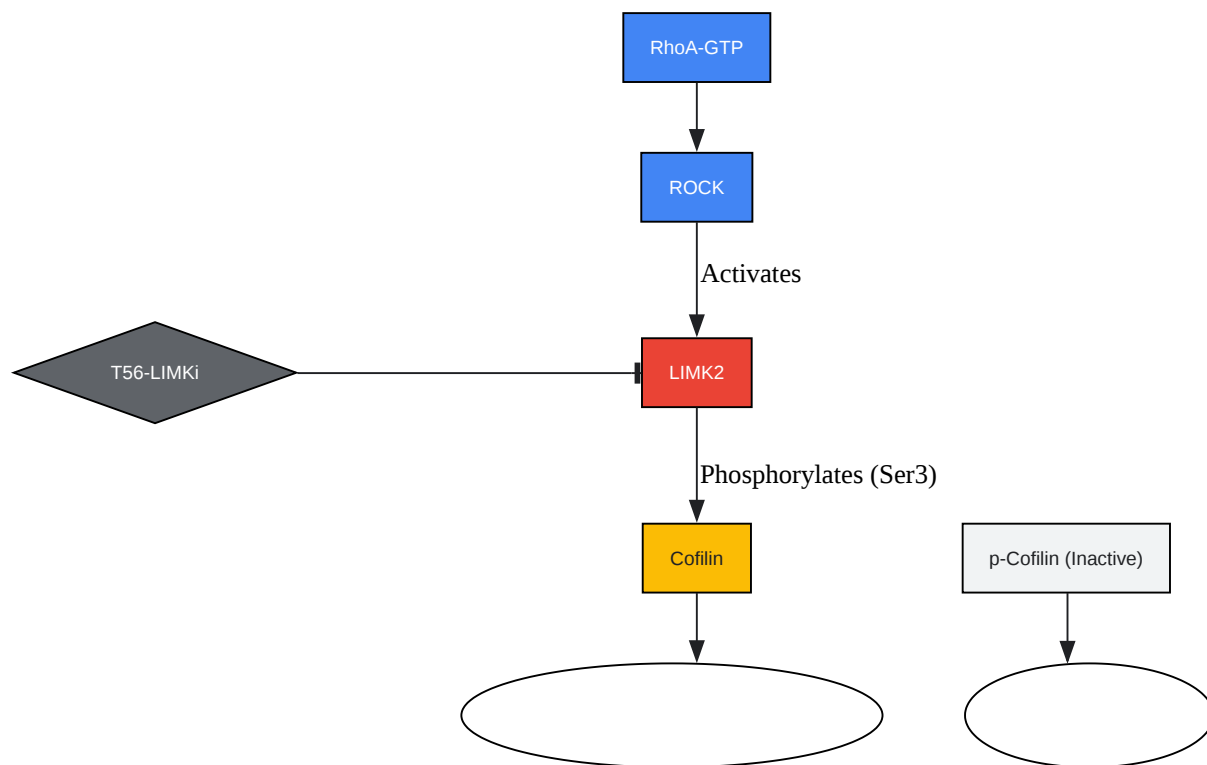 RhoA-GTP
ROCK
Activates
T56-LIMKi
LIMK2
Phosphorylates (Ser3)
Cofilin
p-Cofilin (Inactive)